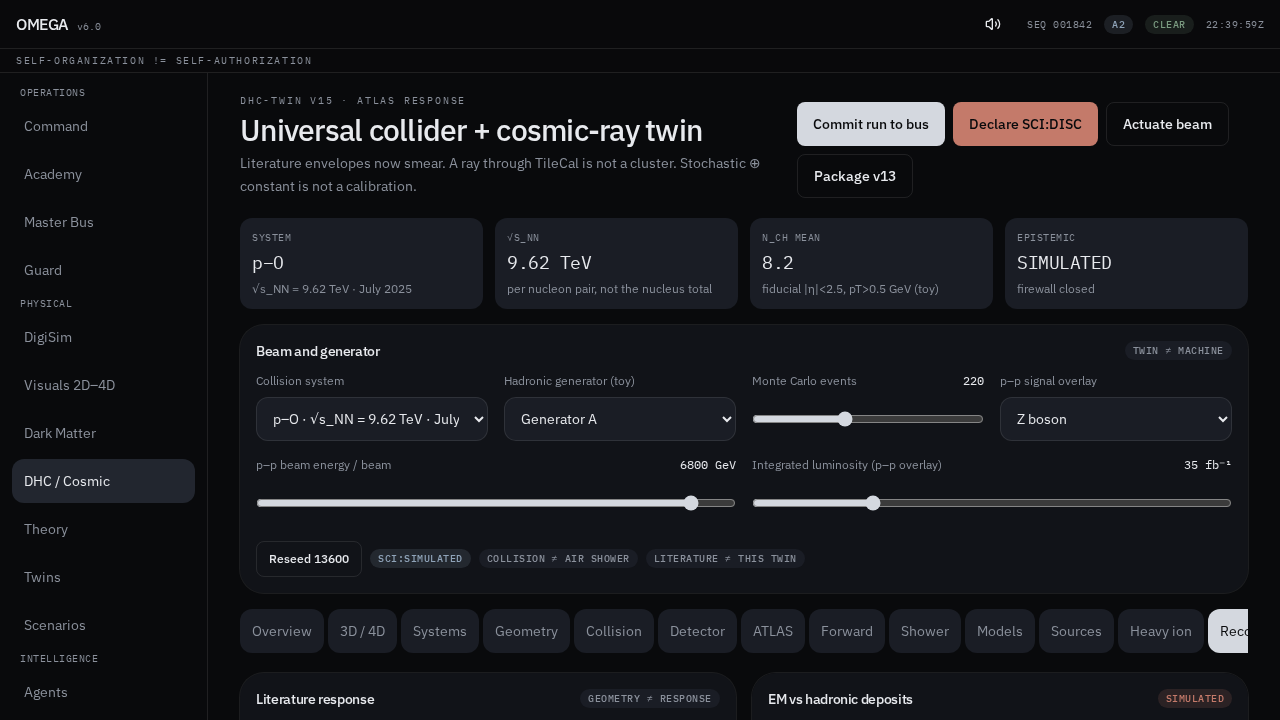 OMEGA v6.0
SEQ 001842 A2 CLEAR 22:39:59Z
SELF-ORGANIZATION != SELF-AUTHORIZATION
OPERATIONS
Command
Academy
Master Bus
Guard
PHYSICAL
DigiSim
Visuals 2D–4D
Dark Matter
DHC / Cosmic
Theory
Twins
Scenarios
INTELLIGENCE
Agents
DHC-TWIN V15 · ATLAS RESPONSE
Universal collider + cosmic-ray twin
Literature envelopes now smear. A ray through TileCal is not a cluster. Stochastic ⊕
constant is not a calibration.
Commit run to bus
Declare SCI:DISC
Actuate beam
Package v13
SYSTEM
p–O
√s_NN = 9.62 TeV · July 2025
√S_NN
9.62 TeV
per nucleon pair, not the nucleus total
N_CH MEAN
8.2
fiducial |η|<2.5, pT>0.5 GeV (toy)
EPISTEMIC
SIMULATED
firewall closed
Beam and generator
TWIN ≠ MACHINE
Collision system
p–O · √s_NN = 9.62 TeV · July
Hadronic generator (toy)
Generator A
Monte Carlo events 220
p–p signal overlay
Z boson
p–p beam energy / beam 6800 GeV
Integrated luminosity (p–p overlay) 35 fb⁻¹
Reseed 13600
SCI:SIMULATED
COLLISION ≠ AIR SHOWER
LITERATURE ≠ THIS TWIN
Overview
3D / 4D
Systems
Geometry
Collision
Detector
ATLAS
Forward
Shower
Models
Sources
Heavy ion
Literature response
GEOMETRY ≠ RESPONSE
EM vs hadronic deposits
SIMULATED